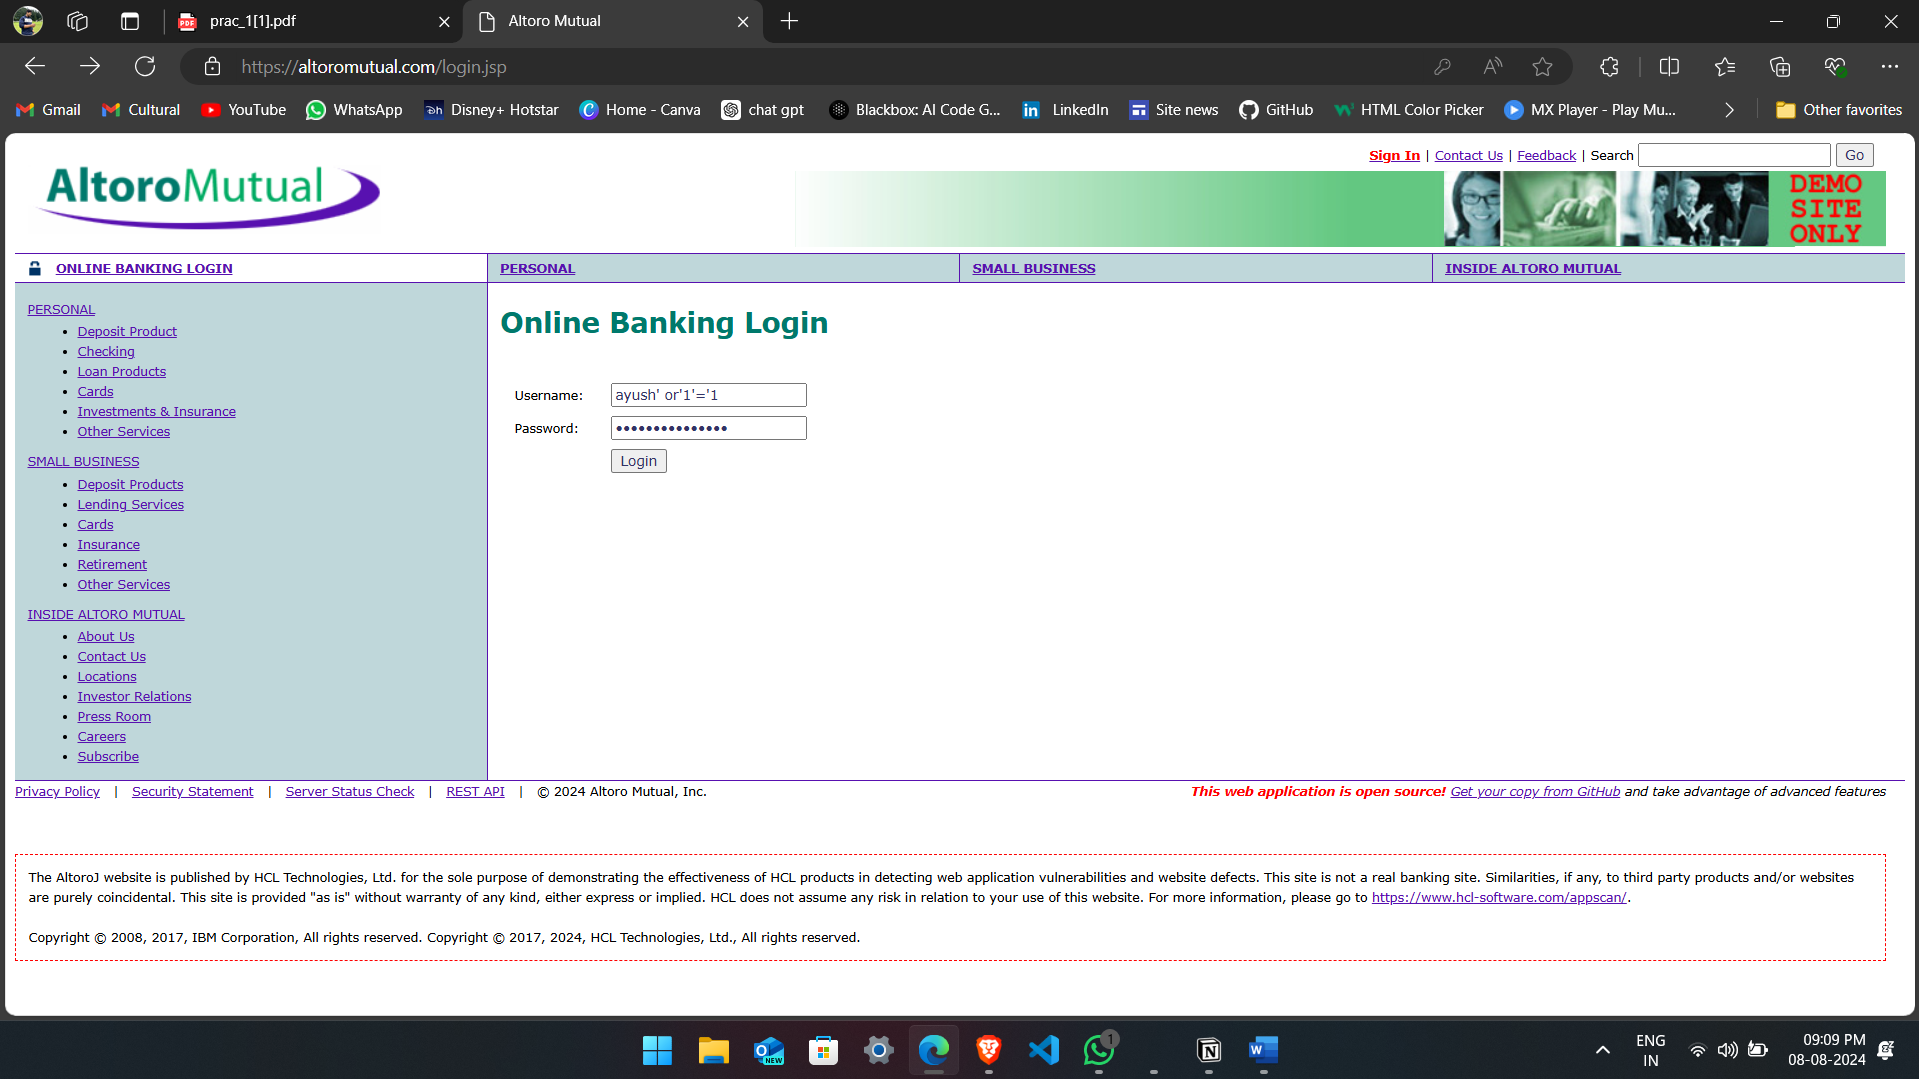 prac_1[1].pdf
Altoro Mutual
https://altoromutual.com/login.jsp
Gmail
Cultural
YouTube
WhatsApp
Disney+ Hotstar
Home - Canva
chat gpt
Blackbox: AI Code G...
LinkedIn
Site news
GitHub
HTML Color Picker
MX Player - Play Mu...
Other favorites
Sign In | Contact Us | Feedback | Search
Go
AltoroMutual
DEMO
SITE
ONLY
ONLINE BANKING LOGIN
PERSONAL
SMALL BUSINESS
INSIDE ALTORO MUTUAL
PERSONAL
• Deposit Product
• Checking
• Loan Products
• Cards
• Investments & Insurance
• Other Services
SMALL BUSINESS
• Deposit Products
• Lending Services
• Cards
• Insurance
• Retirement
• Other Services
INSIDE ALTORO MUTUAL
• About Us
• Contact Us
• Locations
• Investor Relations
• Press Room
• Careers
• Subscribe
Online Banking Login
Username: ayush' or'1'='1
Password: •••••••••••••••
Login
Privacy Policy | Security Statement | Server Status Check | REST API | © 2024 Altoro Mutual, Inc.
This web application is open source! Get your copy from GitHub and take advantage of advanced features
The AltoroJ website is published by HCL Technologies, Ltd. for the sole purpose of demonstrating the effectiveness of HCL products in detecting web application vulnerabilities and website defects. This site is not a real banking site. Similarities, if any, to third party products and/or websites
are purely coincidental. This site is provided "as is" without warranty of any kind, either express or implied. HCL does not assume any risk in relation to your use of this website. For more information, please go to https://www.hcl-software.com/appscan/.
Copyright © 2008, 2017, IBM Corporation, All rights reserved. Copyright © 2017, 2024, HCL Technologies, Ltd., All rights reserved.
ENG
IN
09:09 PM
08-08-2024